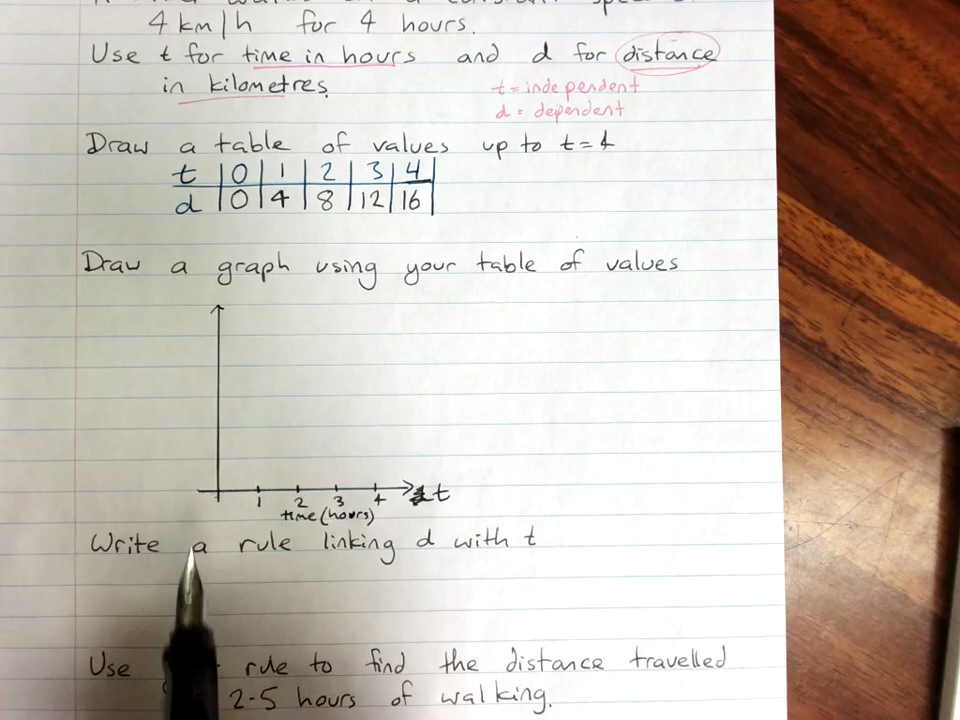 4 km/h for 4 hours.
Use t for time in hours and d for distance
in kilometres.
t = independent
d = dependent
Draw a table of values up to t = 4
t 0 1 2 3 4
d 0 4 8 12 16
Draw a graph using your table of values
t
1 2 3 4
time (hours)
Write a rule linking d with t
Use rule to find the distance travelled
2.5 hours of walking.